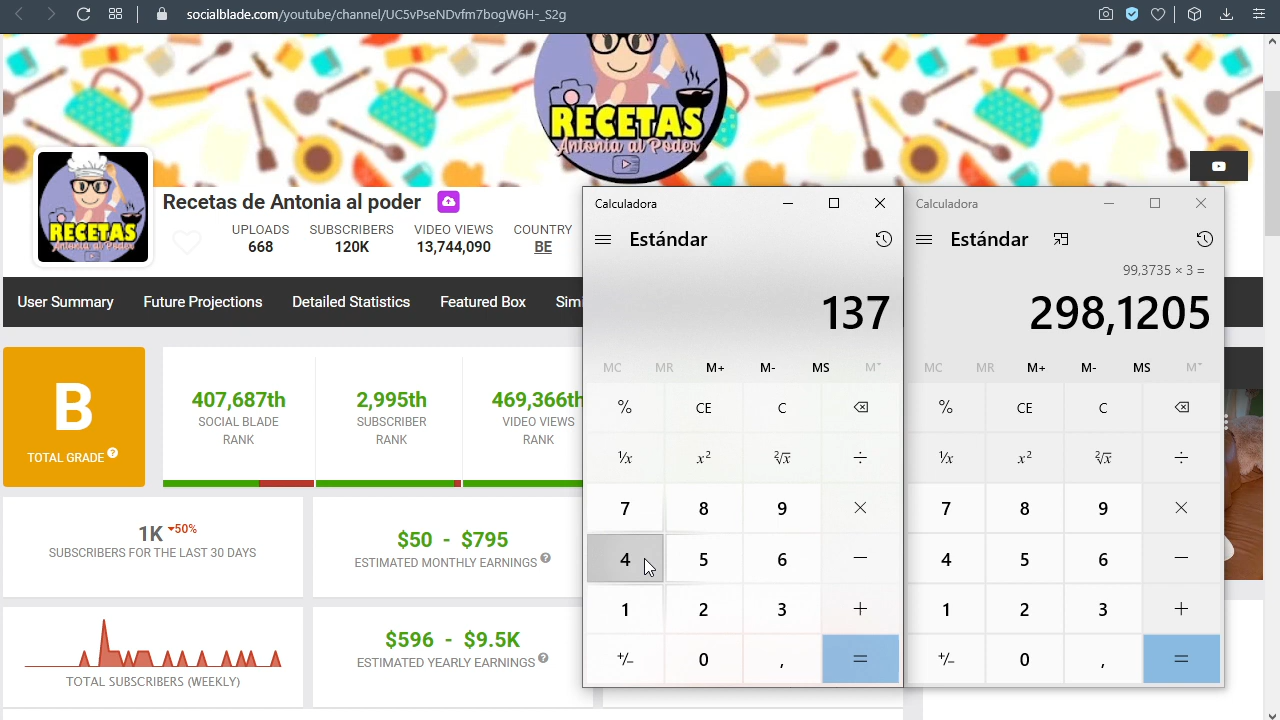 socialblade.com/youtube/channel/UC5vPseNDvfm7bogW6H-_S2g
RECETAS
Antonia al Poder
RECETAS
Antonia al Poder
Recetas de Antonia al poder
UPLOADS
668
SUBSCRIBERS
120K
VIDEO VIEWS
13,744,090
COUNTRY
BE
User Summary
Future Projections
Detailed Statistics
Featured Box
Simi
B
TOTAL GRADE ?
407,687th
SOCIAL BLADE
RANK
2,995th
SUBSCRIBER
RANK
469,366th
VIDEO VIEWS
RANK
1K 50%
SUBSCRIBERS FOR THE LAST 30 DAYS
$50 - $795
ESTIMATED MONTHLY EARNINGS ?
TOTAL SUBSCRIBERS (WEEKLY)
$596 - $9.5K
ESTIMATED YEARLY EARNINGS ?
Calculadora
Estándar
137
MC MR M+ M- MS M˅
% CE C
¹/x x² ²√x ÷
7 8 9 ×
4 5 6 −
1 2 3 +
+/− 0 , =
Calculadora
Estándar
99,3735 × 3 =
298,1205
MC MR M+ M- MS M˅
% CE C
¹/x x² ²√x ÷
7 8 9 ×
4 5 6 −
1 2 3 +
+/− 0 , =